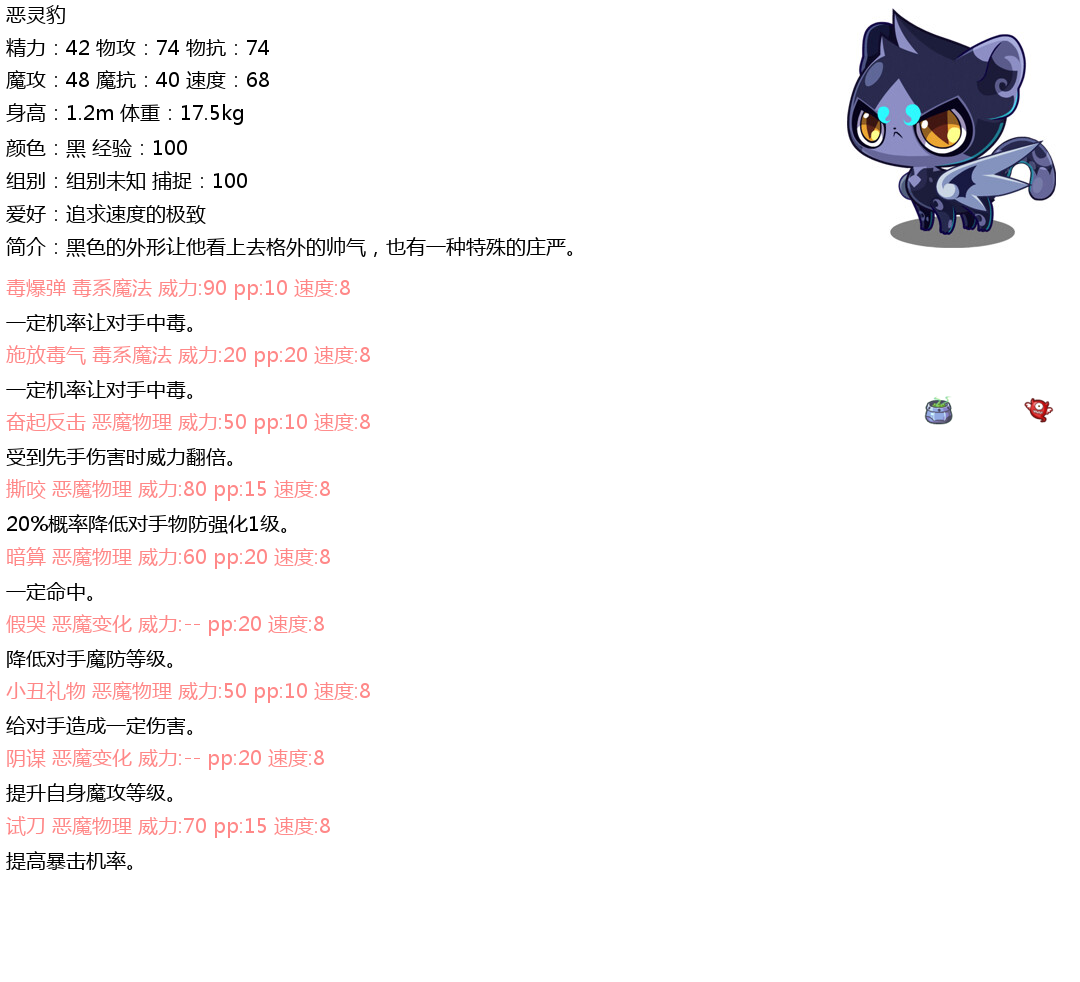 恶灵豹
精力：42 物攻：74 物抗：74
魔攻：48 魔抗：40 速度：68
身高：1.2m 体重：17.5kg
颜色：黑 经验：100
组别：组别未知 捕捉：100
爱好：追求速度的极致
简介：黑色的外形让他看上去格外的帅气，也有一种特殊的庄严。
毒爆弹 毒系魔法 威力:90 pp:10 速度:8
一定机率让对手中毒。
施放毒气 毒系魔法 威力:20 pp:20 速度:8
一定机率让对手中毒。
奋起反击 恶魔物理 威力:50 pp:10 速度:8
受到先手伤害时威力翻倍。
撕咬 恶魔物理 威力:80 pp:15 速度:8
20%概率降低对手物防强化1级。
暗算 恶魔物理 威力:60 pp:20 速度:8
一定命中。
假哭 恶魔变化 威力:-- pp:20 速度:8
降低对手魔防等级。
小丑礼物 恶魔物理 威力:50 pp:10 速度:8
给对手造成一定伤害。
阴谋 恶魔变化 威力:-- pp:20 速度:8
提升自身魔攻等级。
试刀 恶魔物理 威力:70 pp:15 速度:8
提高暴击机率。